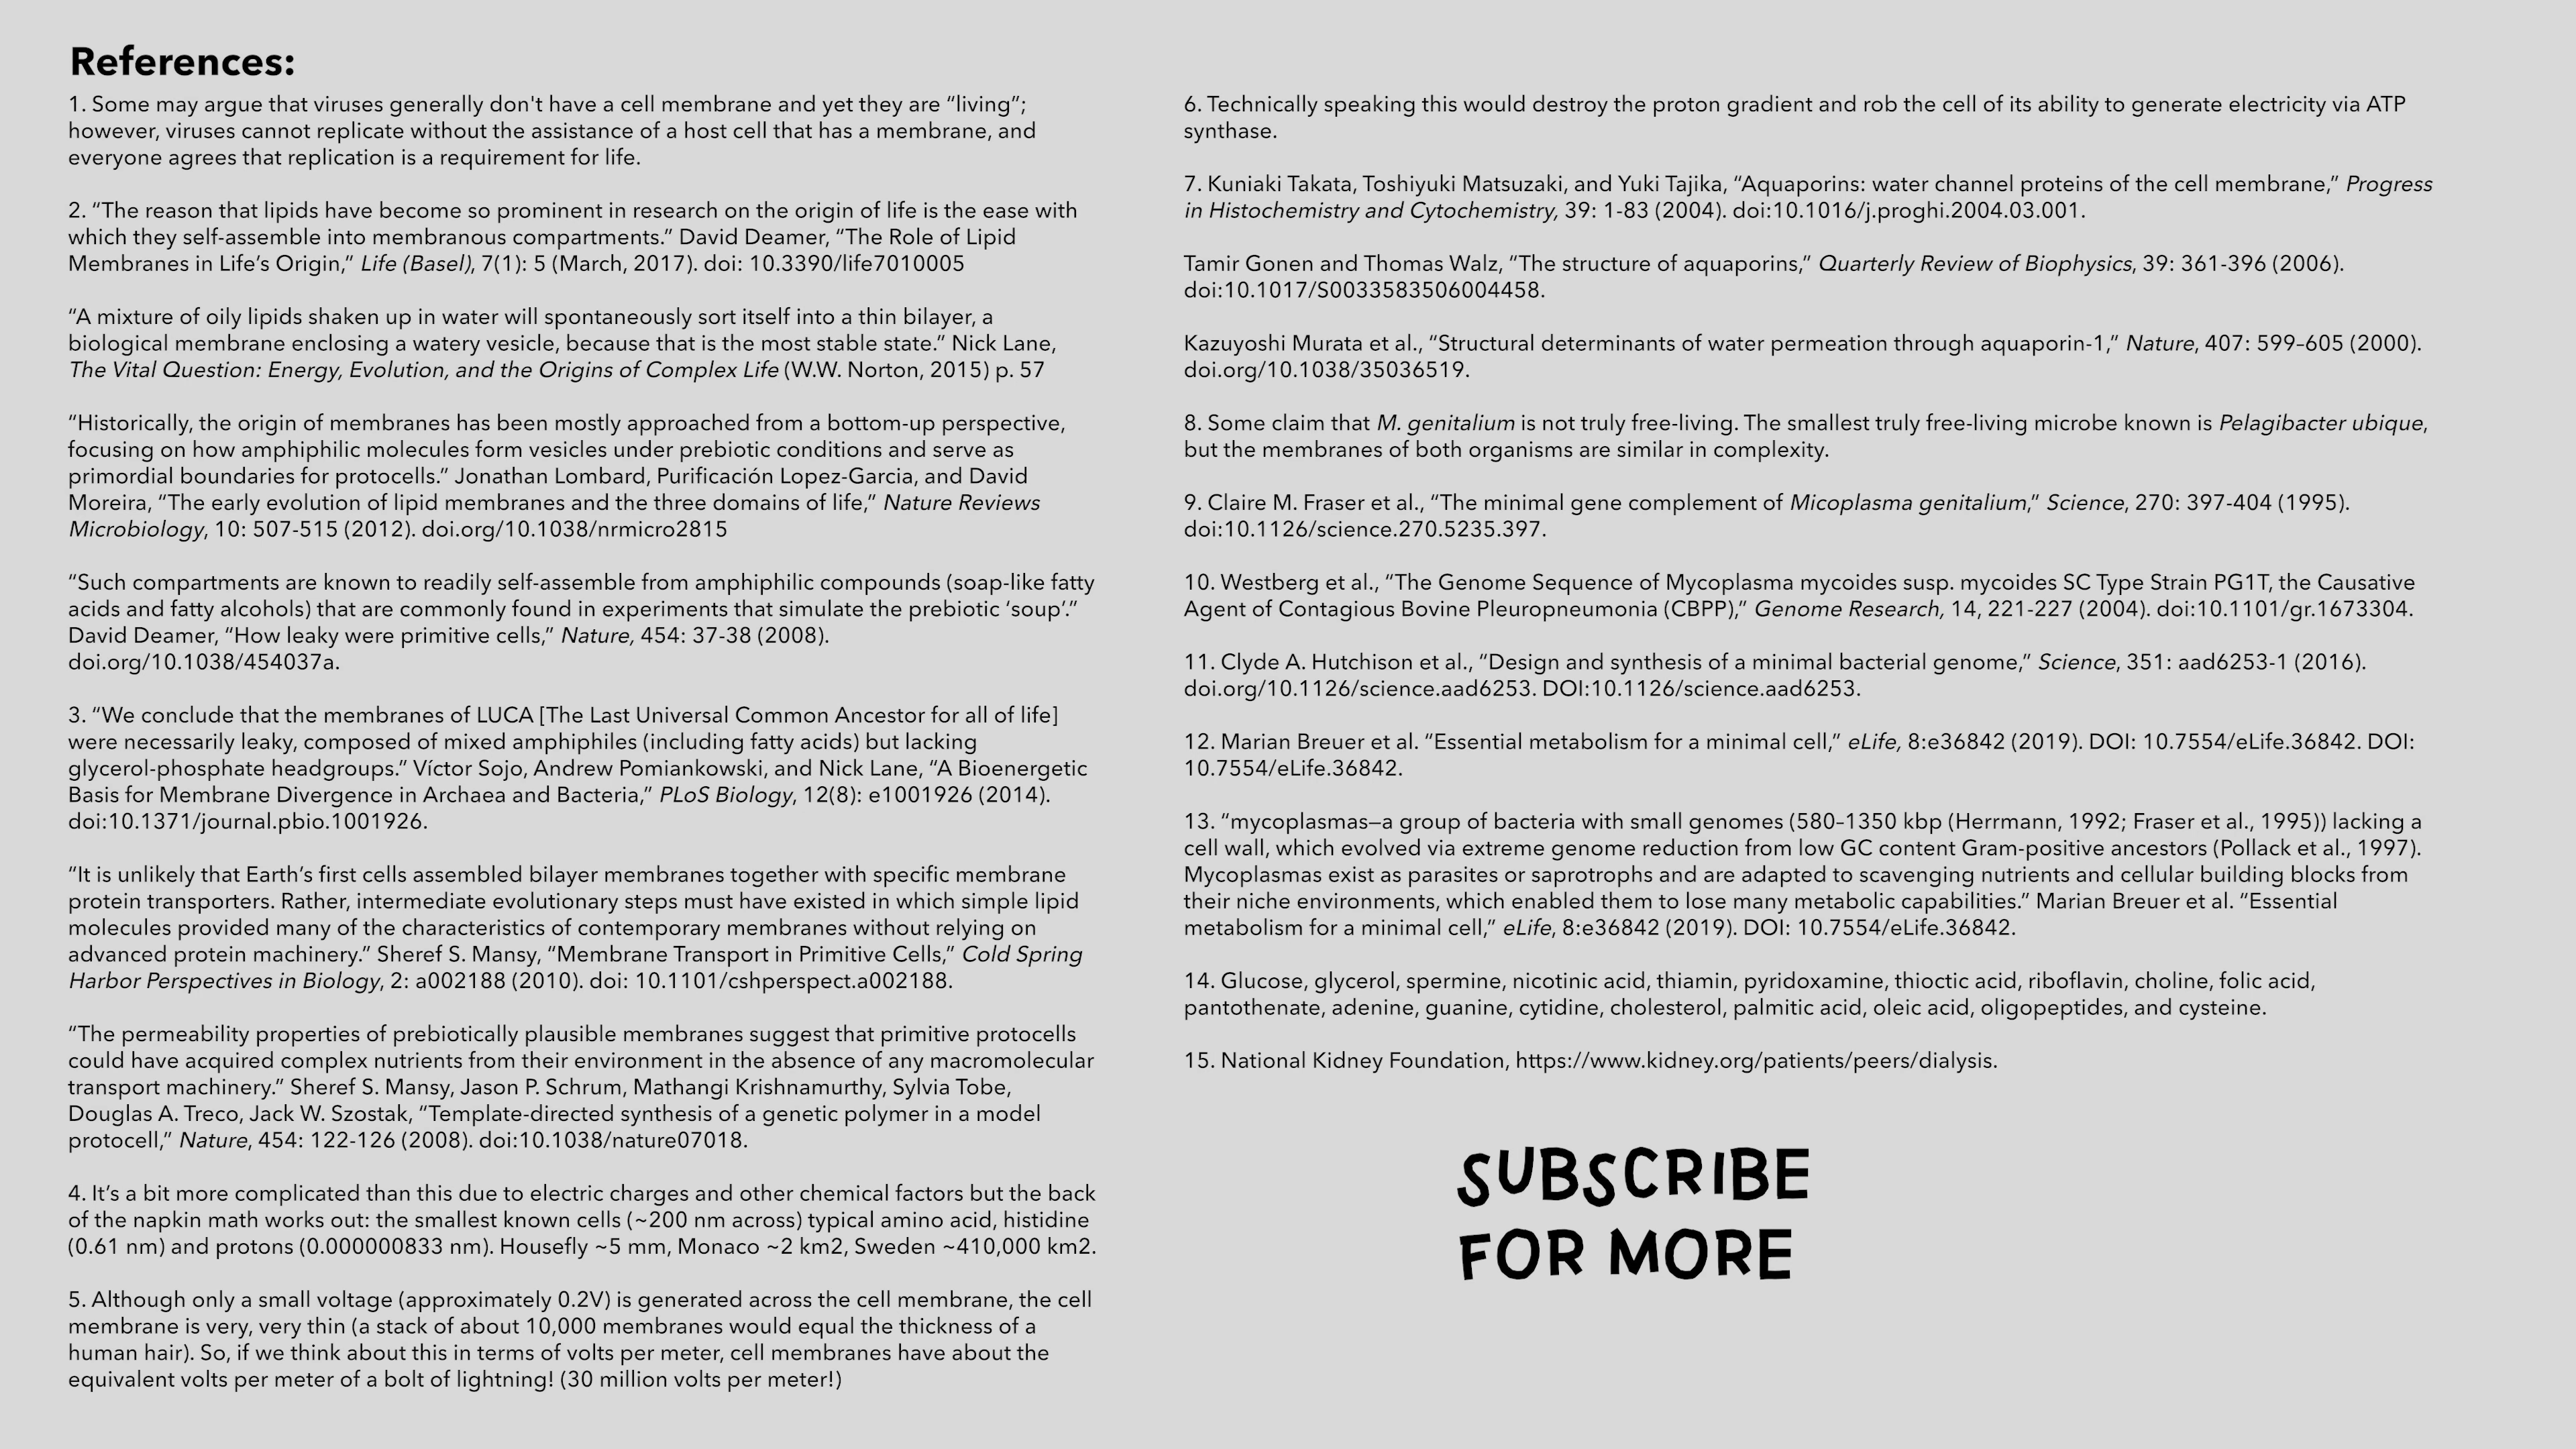 References:
1. Some may argue that viruses generally don't have a cell membrane and yet they are “living”;
however, viruses cannot replicate without the assistance of a host cell that has a membrane, and
everyone agrees that replication is a requirement for life.
2. “The reason that lipids have become so prominent in research on the origin of life is the ease with
which they self-assemble into membranous compartments.” David Deamer, “The Role of Lipid
Membranes in Life’s Origin,” Life (Basel), 7(1): 5 (March, 2017). doi: 10.3390/life7010005
“A mixture of oily lipids shaken up in water will spontaneously sort itself into a thin bilayer, a
biological membrane enclosing a watery vesicle, because that is the most stable state.” Nick Lane,
The Vital Question: Energy, Evolution, and the Origins of Complex Life (W.W. Norton, 2015) p. 57
“Historically, the origin of membranes has been mostly approached from a bottom-up perspective,
focusing on how amphiphilic molecules form vesicles under prebiotic conditions and serve as
primordial boundaries for protocells.” Jonathan Lombard, Purificación Lopez-Garcia, and David
Moreira, “The early evolution of lipid membranes and the three domains of life,” Nature Reviews
Microbiology, 10: 507-515 (2012). doi.org/10.1038/nrmicro2815
“Such compartments are known to readily self-assemble from amphiphilic compounds (soap-like fatty
acids and fatty alcohols) that are commonly found in experiments that simulate the prebiotic ‘soup’.”
David Deamer, “How leaky were primitive cells,” Nature, 454: 37-38 (2008).
doi.org/10.1038/454037a.
3. “We conclude that the membranes of LUCA [The Last Universal Common Ancestor for all of life]
were necessarily leaky, composed of mixed amphiphiles (including fatty acids) but lacking
glycerol-phosphate headgroups.” Víctor Sojo, Andrew Pomiankowski, and Nick Lane, “A Bioenergetic
Basis for Membrane Divergence in Archaea and Bacteria,” PLoS Biology, 12(8): e1001926 (2014).
doi:10.1371/journal.pbio.1001926.
“It is unlikely that Earth’s first cells assembled bilayer membranes together with specific membrane
protein transporters. Rather, intermediate evolutionary steps must have existed in which simple lipid
molecules provided many of the characteristics of contemporary membranes without relying on
advanced protein machinery.” Sheref S. Mansy, “Membrane Transport in Primitive Cells,” Cold Spring
Harbor Perspectives in Biology, 2: a002188 (2010). doi: 10.1101/cshperspect.a002188.
“The permeability properties of prebiotically plausible membranes suggest that primitive protocells
could have acquired complex nutrients from their environment in the absence of any macromolecular
transport machinery.” Sheref S. Mansy, Jason P. Schrum, Mathangi Krishnamurthy, Sylvia Tobe,
Douglas A. Treco, Jack W. Szostak, “Template-directed synthesis of a genetic polymer in a model
protocell,” Nature, 454: 122-126 (2008). doi:10.1038/nature07018.
4. It’s a bit more complicated than this due to electric charges and other chemical factors but the back
of the napkin math works out: the smallest known cells (~200 nm across) typical amino acid, histidine
(0.61 nm) and protons (0.000000833 nm). Housefly ~5 mm, Monaco ~2 km2, Sweden ~410,000 km2.
5. Although only a small voltage (approximately 0.2V) is generated across the cell membrane, the cell
membrane is very, very thin (a stack of about 10,000 membranes would equal the thickness of a
human hair). So, if we think about this in terms of volts per meter, cell membranes have about the
equivalent volts per meter of a bolt of lightning! (30 million volts per meter!)
6. Technically speaking this would destroy the proton gradient and rob the cell of its ability to generate electricity via ATP
synthase.
7. Kuniaki Takata, Toshiyuki Matsuzaki, and Yuki Tajika, “Aquaporins: water channel proteins of the cell membrane,” Progress
in Histochemistry and Cytochemistry, 39: 1-83 (2004). doi:10.1016/j.proghi.2004.03.001.
Tamir Gonen and Thomas Walz, “The structure of aquaporins,” Quarterly Review of Biophysics, 39: 361-396 (2006).
doi:10.1017/S0033583506004458.
Kazuyoshi Murata et al., “Structural determinants of water permeation through aquaporin-1,” Nature, 407: 599–605 (2000).
doi.org/10.1038/35036519.
8. Some claim that M. genitalium is not truly free-living. The smallest truly free-living microbe known is Pelagibacter ubique,
but the membranes of both organisms are similar in complexity.
9. Claire M. Fraser et al., “The minimal gene complement of Micoplasma genitalium,” Science, 270: 397-404 (1995).
doi:10.1126/science.270.5235.397.
10. Westberg et al., “The Genome Sequence of Mycoplasma mycoides susp. mycoides SC Type Strain PG1T, the Causative
Agent of Contagious Bovine Pleuropneumonia (CBPP),” Genome Research, 14, 221-227 (2004). doi:10.1101/gr.1673304.
11. Clyde A. Hutchison et al., “Design and synthesis of a minimal bacterial genome,” Science, 351: aad6253-1 (2016).
doi.org/10.1126/science.aad6253. DOI:10.1126/science.aad6253.
12. Marian Breuer et al. “Essential metabolism for a minimal cell,” eLife, 8:e36842 (2019). DOI: 10.7554/eLife.36842. DOI:
10.7554/eLife.36842.
13. “mycoplasmas—a group of bacteria with small genomes (580–1350 kbp (Herrmann, 1992; Fraser et al., 1995)) lacking a
cell wall, which evolved via extreme genome reduction from low GC content Gram-positive ancestors (Pollack et al., 1997).
Mycoplasmas exist as parasites or saprotrophs and are adapted to scavenging nutrients and cellular building blocks from
their niche environments, which enabled them to lose many metabolic capabilities.” Marian Breuer et al. “Essential
metabolism for a minimal cell,” eLife, 8:e36842 (2019). DOI: 10.7554/eLife.36842.
14. Glucose, glycerol, spermine, nicotinic acid, thiamin, pyridoxamine, thioctic acid, riboflavin, choline, folic acid,
pantothenate, adenine, guanine, cytidine, cholesterol, palmitic acid, oleic acid, oligopeptides, and cysteine.
15. National Kidney Foundation, https://www.kidney.org/patients/peers/dialysis.
SUBSCRIBE
FOR MORE